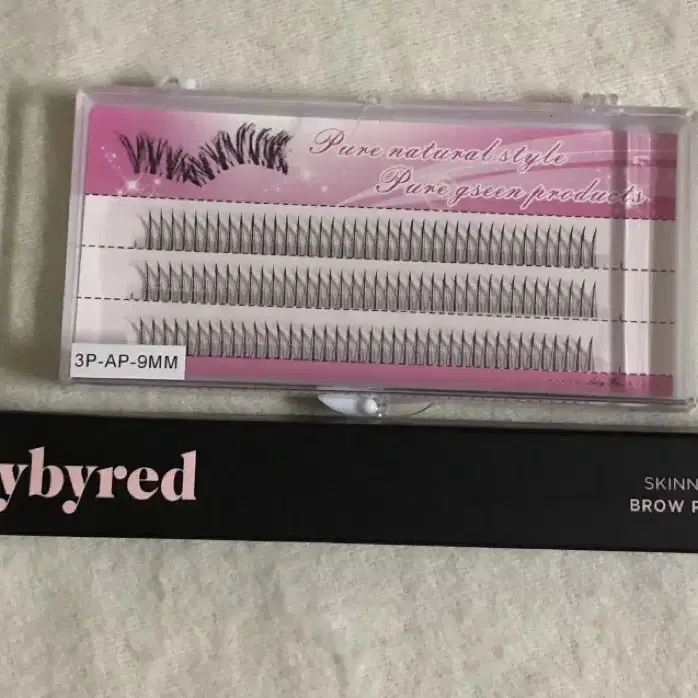 Pure natural style
Pure gseen products
3P-AP-9MM
ybyred
SKINN
BROW P